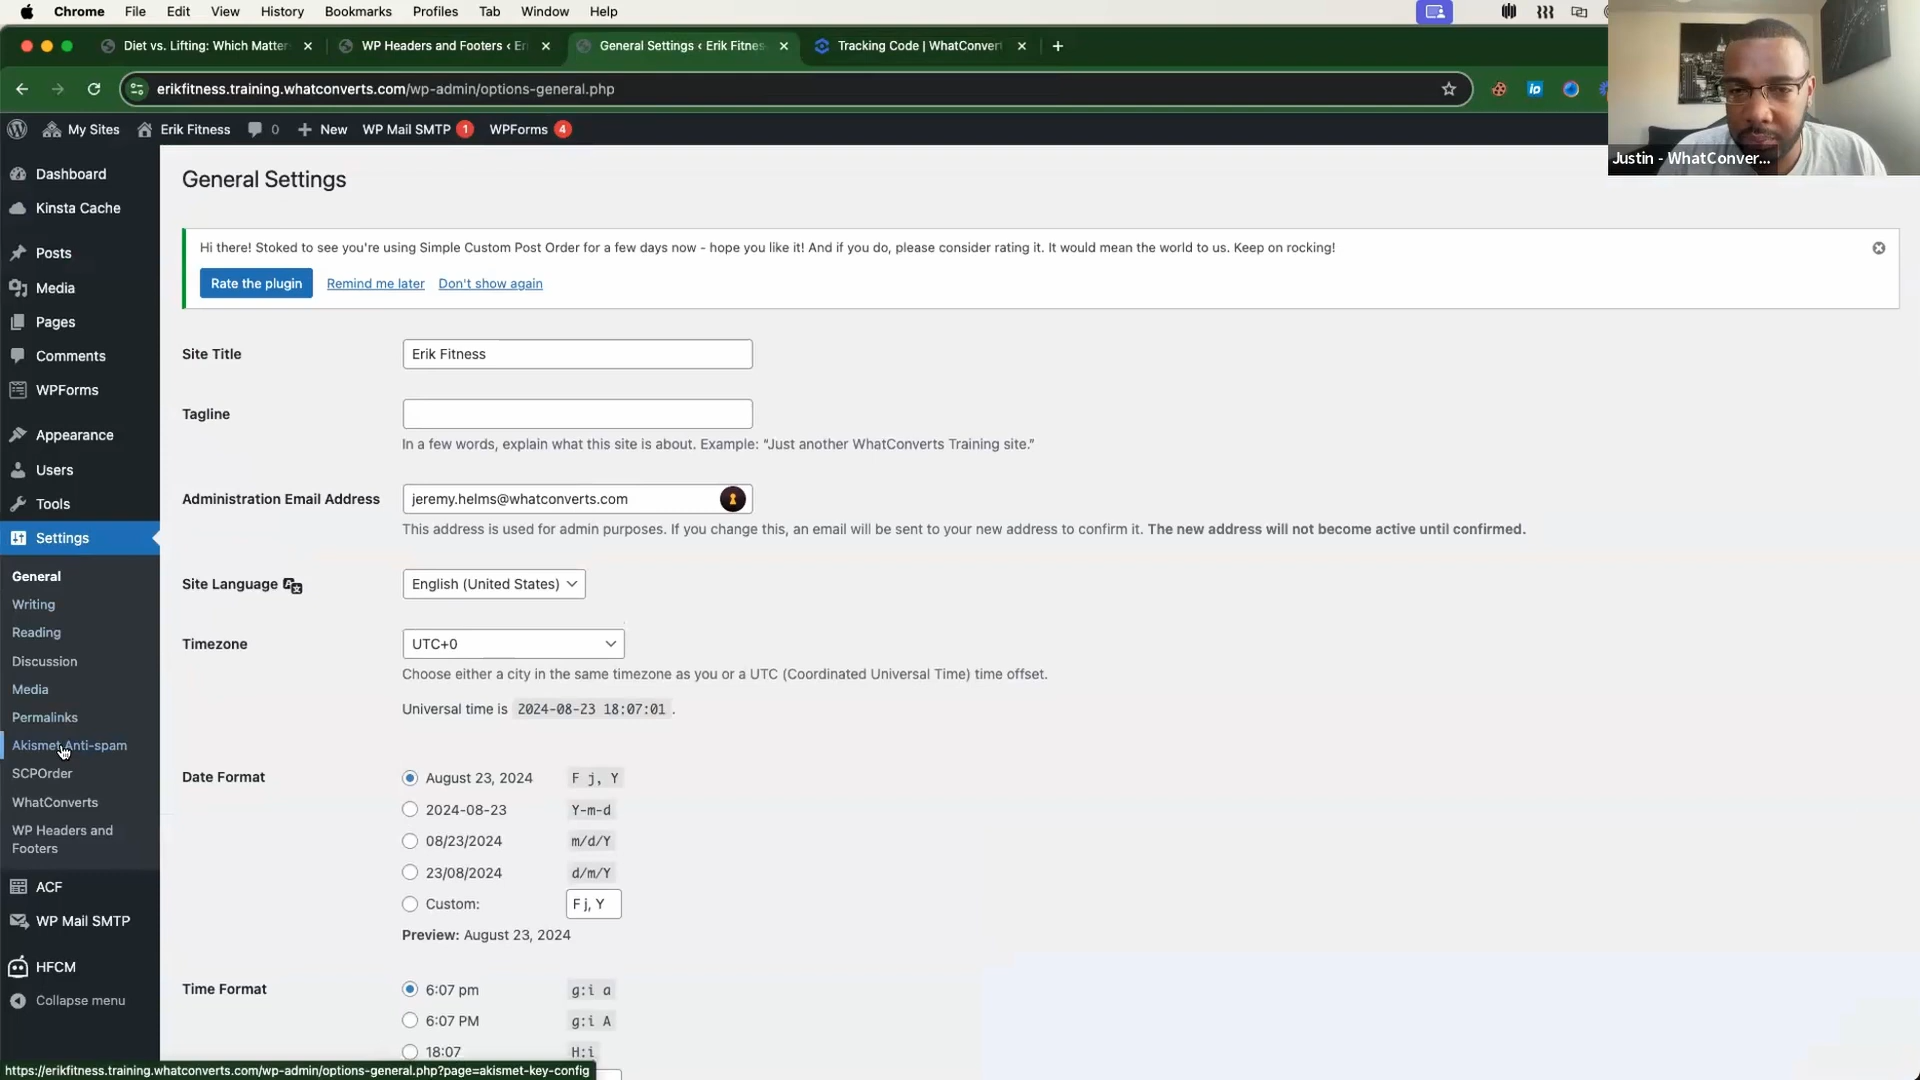 Chrome File Edit View History Bookmarks Profiles Tab Window Help
Diet vs. Lifting: Which Matter
WP Headers and Footers ‹ Eri
General Settings ‹ Erik Fitness
Tracking Code | WhatConvert
erikfitness.training.whatconverts.com/wp-admin/options-general.php
My Sites Erik Fitness 0 New WP Mail SMTP 1 WPForms 4
Justin - WhatConver...
Dashboard
Kinsta Cache
Posts
Media
Pages
Comments
WPForms
Appearance
Users
Tools
Settings
General
Writing
Reading
Discussion
Media
Permalinks
Akismet Anti-spam
SCPOrder
WhatConverts
WP Headers and
Footers
ACF
WP Mail SMTP
HFCM
Collapse menu
General Settings
Hi there! Stoked to see you're using Simple Custom Post Order for a few days now - hope you like it! And if you do, please consider rating it. It would mean the world to us. Keep on rocking!
Rate the plugin Remind me later Don't show again
Site Title Erik Fitness
Tagline
In a few words, explain what this site is about. Example: “Just another WhatConverts Training site.”
Administration Email Address jeremy.helms@whatconverts.com
This address is used for admin purposes. If you change this, an email will be sent to your new address to confirm it. The new address will not become active until confirmed.
Site Language English (United States)
Timezone UTC+0
Choose either a city in the same timezone as you or a UTC (Coordinated Universal Time) time offset.
Universal time is 2024-08-23 18:07:01 .
Date Format August 23, 2024 F j, Y
2024-08-23 Y-m-d
08/23/2024 m/d/Y
23/08/2024 d/m/Y
Custom: F j, Y
Preview: August 23, 2024
Time Format 6:07 pm g:i a
6:07 PM g:i A
18:07 H:i
https://erikfitness.training.whatconverts.com/wp-admin/options-general.php?page=akismet-key-config